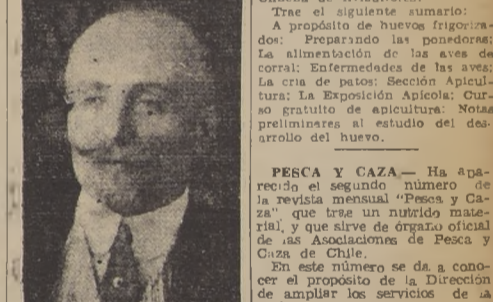 Trae el siguiente sumario:
A propósito de huevos frigoriza-
dos; Preparando las ponedoras;
La alimentación de las aves de
corral; Enfermedades de las aves;
La cria de patos; Sección Apicul-
tura; La Exposición Apícola; Cur-
so gratuito de apicultura; Notas
preliminares al estudio del des-
arrollo del huevo.
PESCA Y CAZA.— Ha apa-
recido el segundo número de
la revista mensual "Pesca y Ca-
za" que trae un nutrido mate-
rial, y que sirve de órgano oficial
de las Asociaciones de Pesca y
Caza de Chile.
En este número se da a cono-
cer el propósito de la Dirección
de ampliar los servicios de la